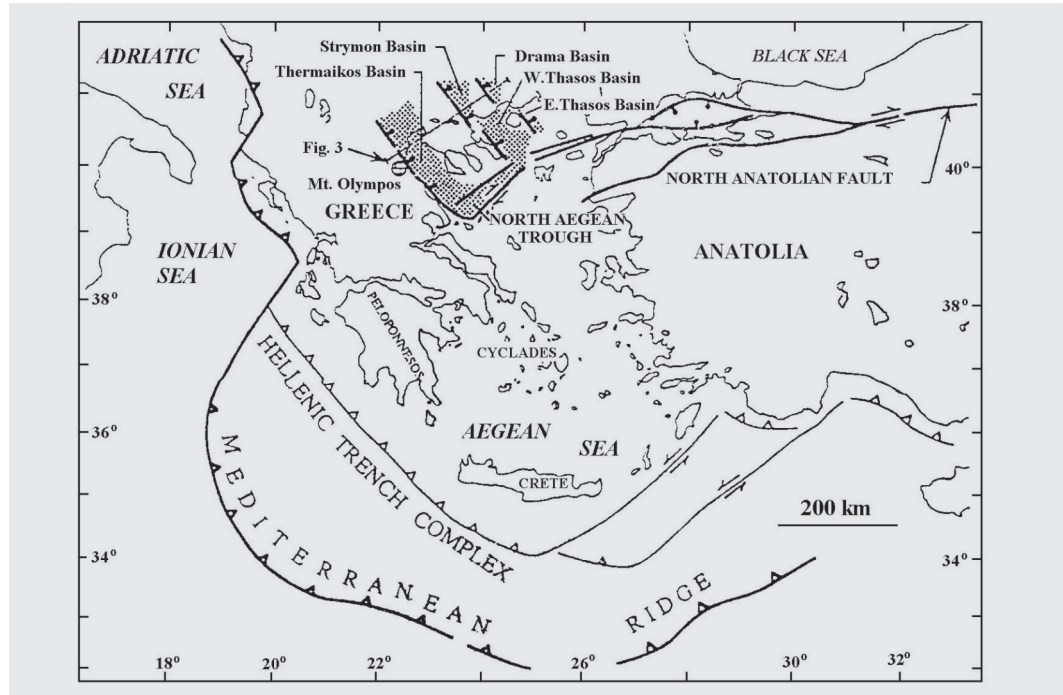 ADRIATIC
SEA
Strymon Basin
Thermaikos Basin
Drama Basin
W.Thasos Basin
E.Thasos Basin
BLACK SEA
Fig. 3
Mt. Olympos
GREECE
NORTH AEGEAN
TROUGH
NORTH ANATOLIAN FAULT
40°
ANATOLIA
IONIAN
SEA
38°
38°
PELOPONNESOS
CYCLADES
HELLENIC TRENCH COMPLEX
AEGEAN
SEA
36°
36°
CRETE
200 km
34°
34°
MEDITERRANEAN
RIDGE
18°
20°
22°
26°
28°
30°
32°